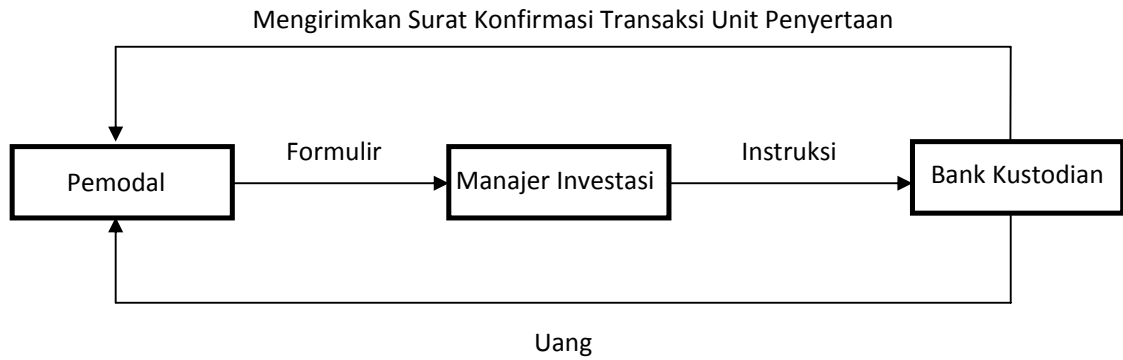 Mengirimkan Surat Konfirmasi Transaksi Unit Penyertaan
Formulir
Instruksi
Pemodal
Manajer Investasi
Bank Kustodian
Uang